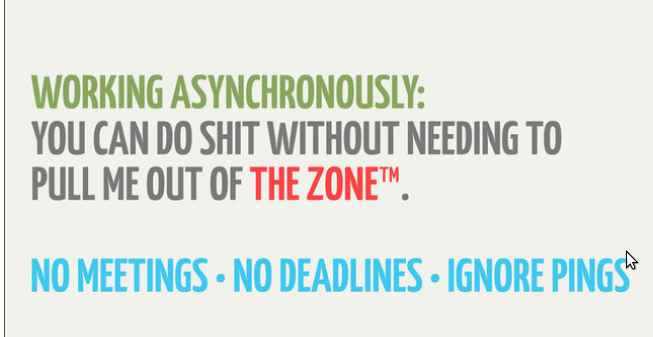 WORKING ASYNCHRONOUSLY:
YOU CAN DO SHIT WITHOUT NEEDING TO
PULL ME OUT OF THE ZONE™.
NO MEETINGS • NO DEADLINES • IGNORE PINGS